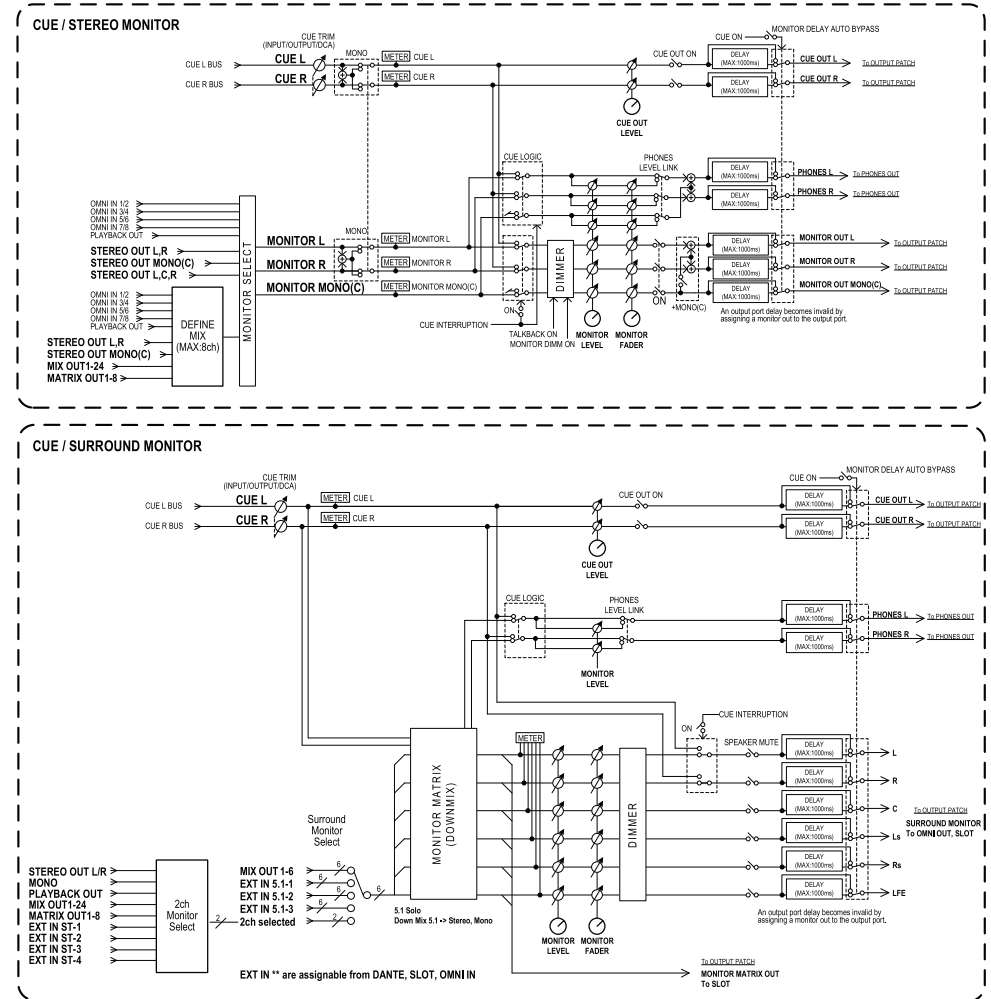 CUE / STEREO MONITOR
CUE TRIM
(INPUT/OUTPUT/DCA)
MONO
CUE L BUS
CUE L
METER CUE L
CUE R BUS
CUE R
METER CUE R
CUE OUT ON
CUE ON
MONITOR DELAY AUTO BYPASS
DELAY
(MAX:1000ms)
CUE OUT L
To OUTPUT PATCH
DELAY
(MAX:1000ms)
CUE OUT R
To OUTPUT PATCH
CUE OUT
LEVEL
CUE LOGIC
PHONES
LEVEL LINK
DELAY
(MAX:1000ms)
PHONES L
To PHONES OUT
DELAY
(MAX:1000ms)
PHONES R
To PHONES OUT
OMNI IN 1/2
OMNI IN 3/4
OMNI IN 5/6
OMNI IN 7/8
PLAYBACK OUT
STEREO OUT L,R
STEREO OUT MONO(C)
STEREO OUT L,C,R
OMNI IN 1/2
OMNI IN 3/4
OMNI IN 5/6
OMNI IN 7/8
PLAYBACK OUT
STEREO OUT L,R
STEREO OUT MONO(C)
MIX OUT1-24
MATRIX OUT1-8
DEFINE
MIX
(MAX:8ch)
MONITOR SELECT
MONO
MONITOR L
METER MONITOR L
MONITOR R
METER MONITOR R
MONITOR MONO(C)
METER MONITOR MONO(C)
ON
CUE INTERRUPTION
DIMMER
TALKBACK ON
MONITOR DIMM ON
MONITOR
LEVEL
MONITOR
FADER
ON
+MONO(C)
DELAY
(MAX:1000ms)
MONITOR OUT L
To OUTPUT PATCH
DELAY
(MAX:1000ms)
MONITOR OUT R
To OUTPUT PATCH
DELAY
(MAX:1000ms)
MONITOR OUT MONO(C)
To OUTPUT PATCH
An output port delay becomes invalid by
assigning a monitor out to the output port.
CUE / SURROUND MONITOR
CUE TRIM
(INPUT/OUTPUT/DCA)
CUE L BUS
CUE L
METER CUE L
CUE R BUS
CUE R
METER CUE R
CUE OUT ON
CUE ON
MONITOR DELAY AUTO BYPASS
DELAY
(MAX:1000ms)
CUE OUT L
To OUTPUT PATCH
DELAY
(MAX:1000ms)
CUE OUT R
To OUTPUT PATCH
CUE OUT
LEVEL
CUE LOGIC
PHONES
LEVEL LINK
DELAY
(MAX:1000ms)
PHONES L
To PHONES OUT
DELAY
(MAX:1000ms)
PHONES R
To PHONES OUT
MONITOR
LEVEL
CUE INTERRUPTION
ON
SPEAKER MUTE
METER
MONITOR MATRIX
(DOWNMIX)
DIMMER
DELAY
(MAX:1000ms)
L
DELAY
(MAX:1000ms)
R
DELAY
(MAX:1000ms)
C
DELAY
(MAX:1000ms)
Ls
DELAY
(MAX:1000ms)
Rs
DELAY
(MAX:1000ms)
LFE
To OUTPUT PATCH
SURROUND MONITOR
To OMNI OUT, SLOT
Surround
Monitor
Select
STEREO OUT L/R
MONO
PLAYBACK OUT
MIX OUT1-24
MATRIX OUT1-8
EXT IN ST-1
EXT IN ST-2
EXT IN ST-3
EXT IN ST-4
2ch
Monitor
Select
2
MIX OUT 1-6
6
EXT IN 5.1-1
6
EXT IN 5.1-2
6
EXT IN 5.1-3
6
2ch selected
2
6
5.1 Solo
Down Mix 5.1 -> Stereo, Mono
MONITOR
LEVEL
MONITOR
FADER
An output port delay becomes invalid by
assigning a monitor out to the output port.
EXT IN ** are assignable from DANTE, SLOT, OMNI IN
To OUTPUT PATCH
MONITOR MATRIX OUT
To SLOT